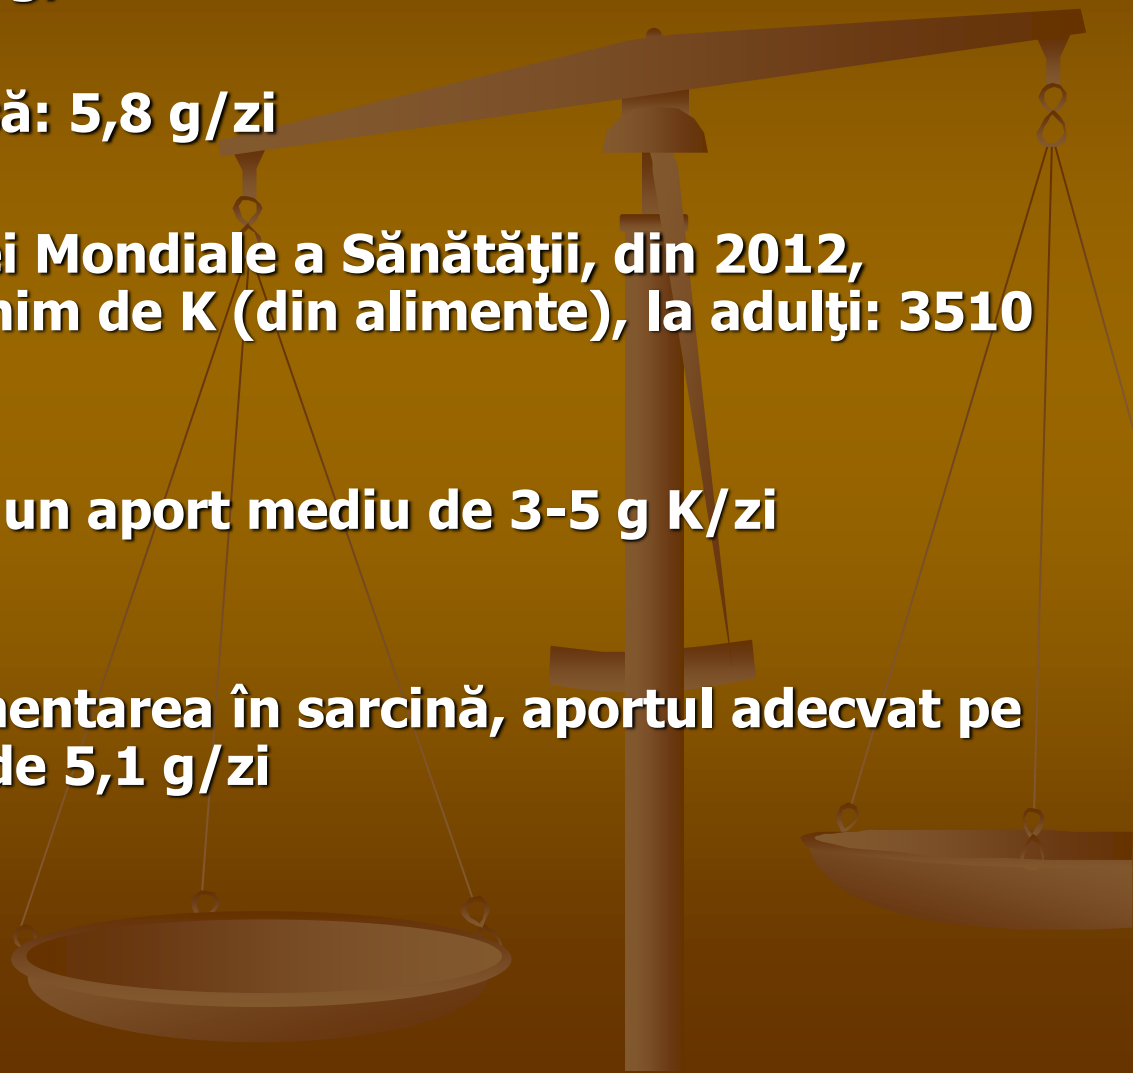 ă: 5,8 g/zi
ei Mondiale a Sănătăţii, din 2012,
nim de K (din alimente), la adulţi: 3510
un aport mediu de 3-5 g K/zi
mentarea în sarcină, aportul adecvat pe
de 5,1 g/zi